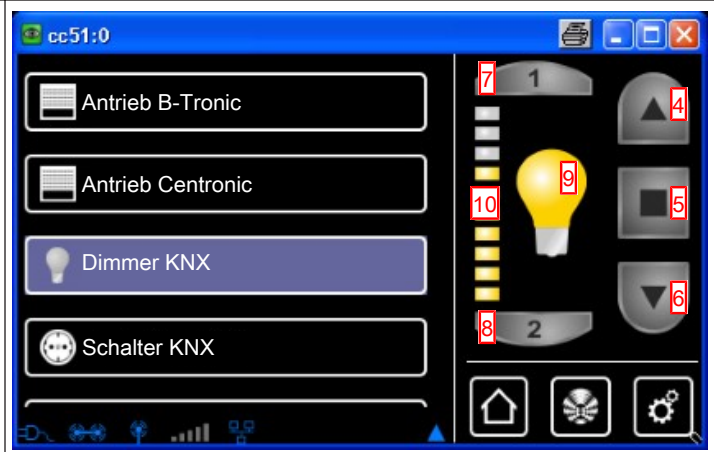 cc51:0
Antrieb B-Tronic
Antrieb Centronic
Dimmer KNX
Schalter KNX
7 1
4
9
10
5
6
8 2